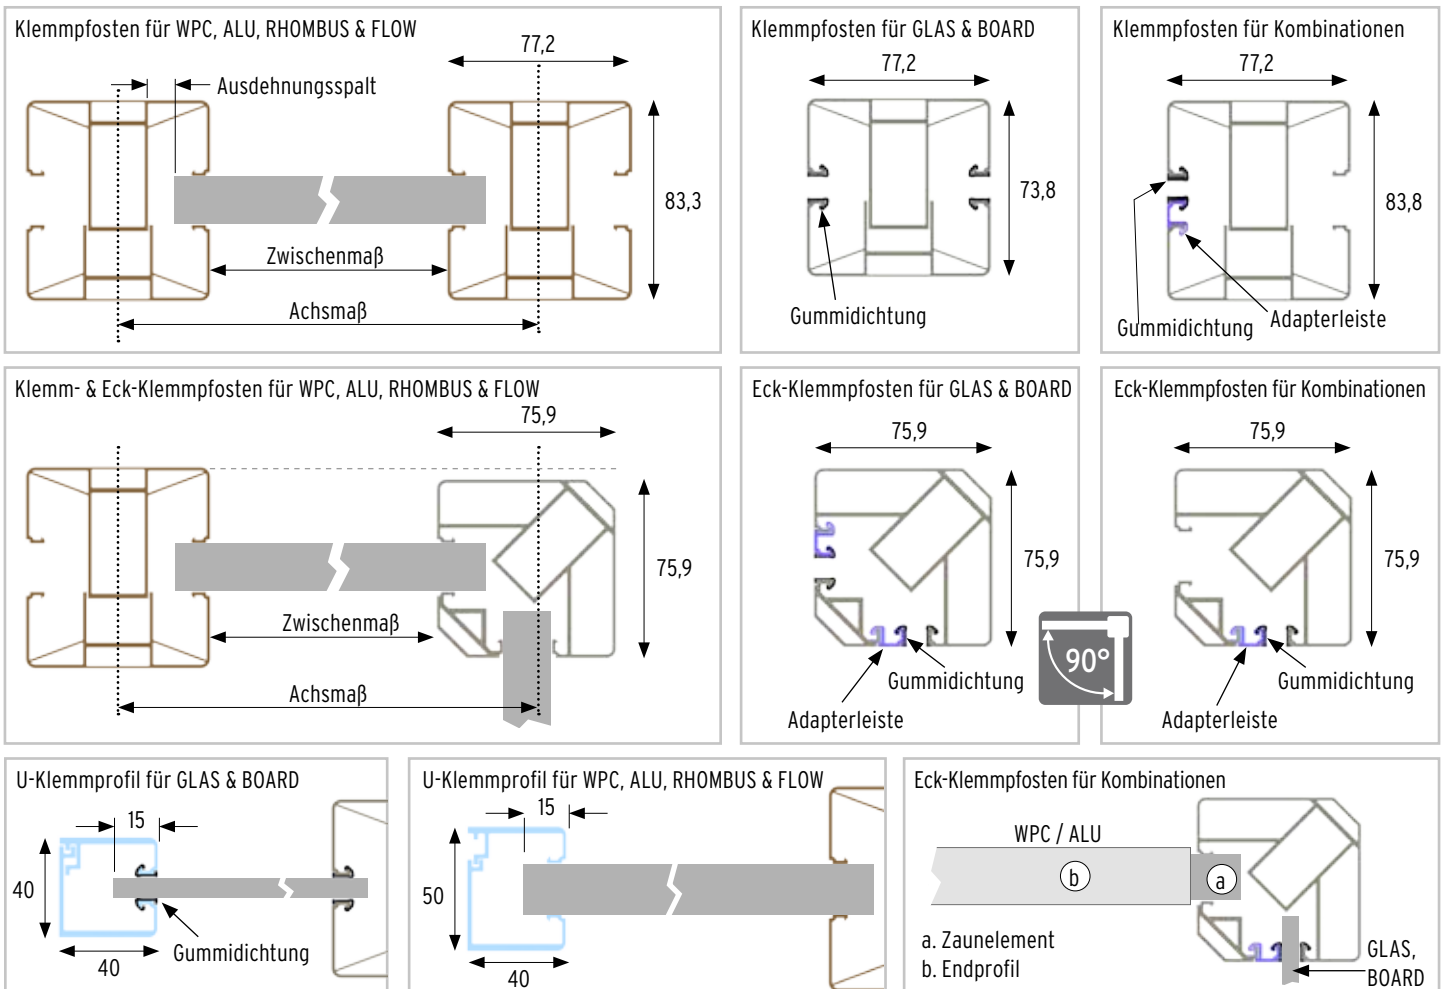 Klemmpfosten für WPC, ALU, RHOMBUS & FLOW
77,2
Ausdehnungsspalt
83,3
Zwischenmaß
Achsmaß
Klemmpfosten für GLAS & BOARD
77,2
73,8
Gummidichtung
Klemmpfosten für Kombinationen
77,2
83,8
Gummidichtung
Adapterleiste
Klemm- & Eck-Klemmpfosten für WPC, ALU, RHOMBUS & FLOW
75,9
75,9
Zwischenmaß
Achsmaß
Eck-Klemmpfosten für GLAS & BOARD
75,9
75,9
Gummidichtung
Adapterleiste
90°
Eck-Klemmpfosten für Kombinationen
75,9
75,9
Gummidichtung
Adapterleiste
U-Klemmprofil für GLAS & BOARD
15
40
Gummidichtung
40
U-Klemmprofil für WPC, ALU, RHOMBUS & FLOW
15
50
40
Eck-Klemmpfosten für Kombinationen
WPC / ALU
b
a
a. Zaunelement
b. Endprofil
GLAS,
BOARD